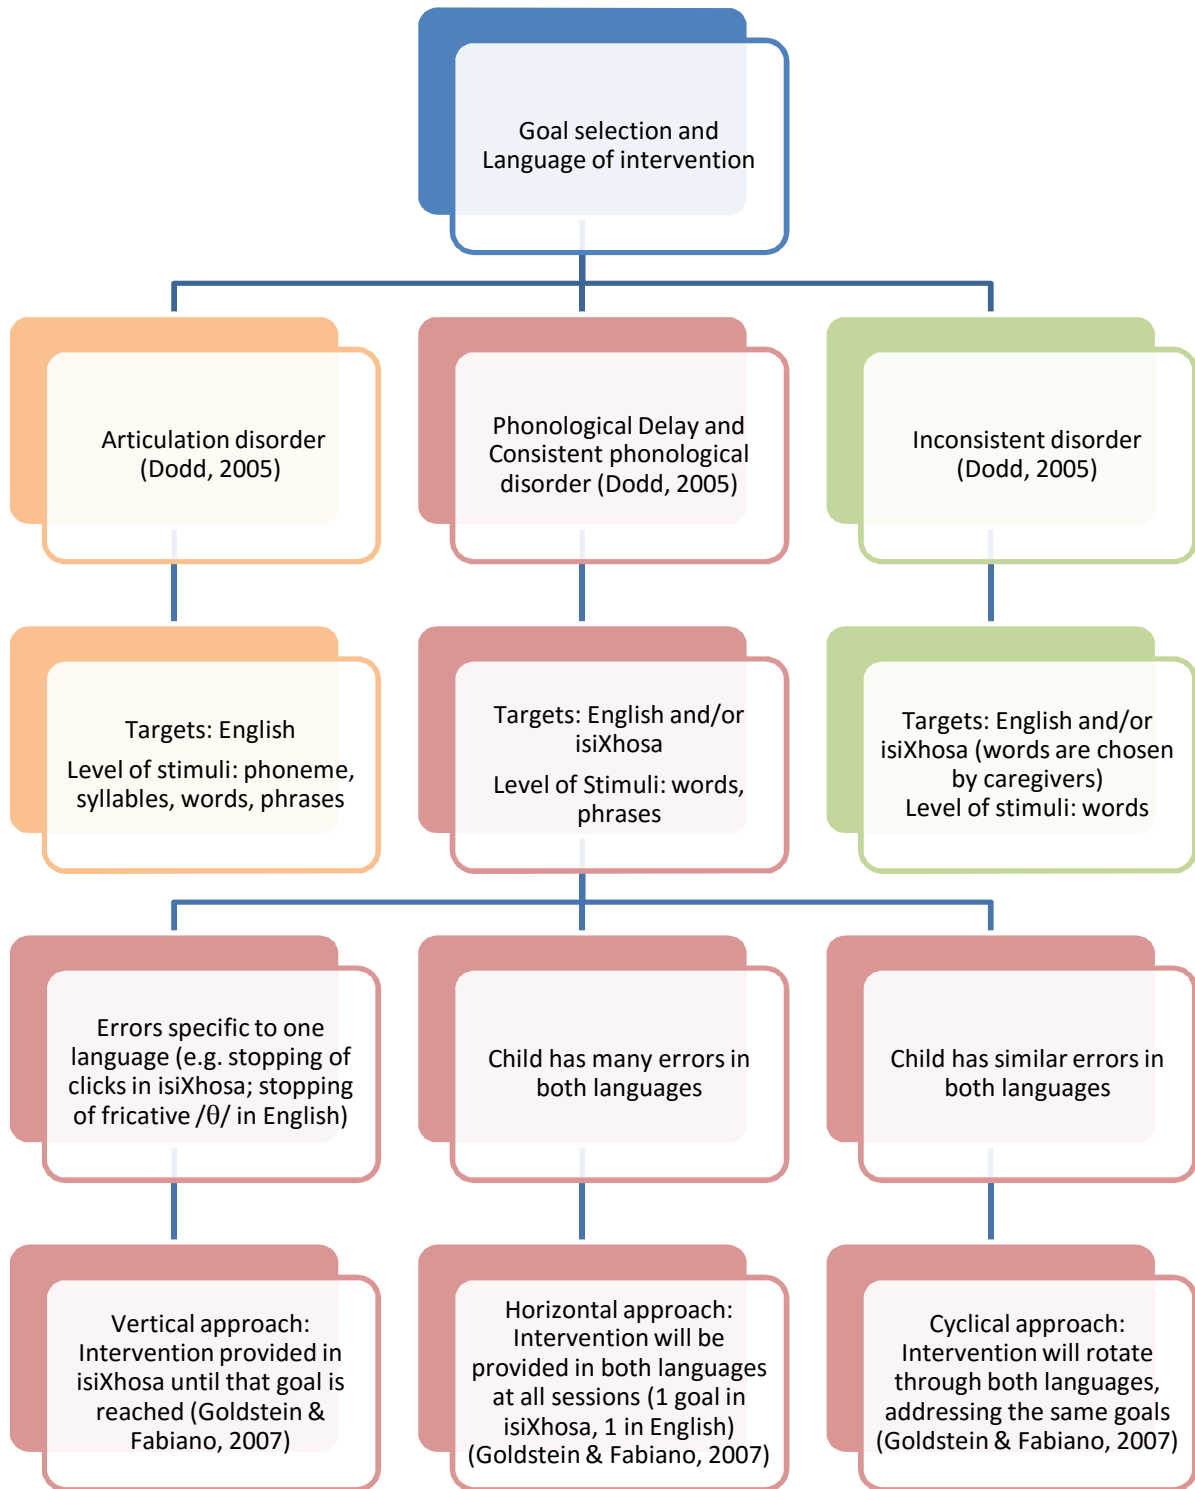 Goal selection and
Language of intervention
Articulation disorder
(Dodd, 2005)
Phonological Delay and
Consistent phonological
disorder (Dodd, 2005)
Inconsistent disorder
(Dodd, 2005)
Targets: English
Level of stimuli: phoneme,
syllables, words, phrases
Targets: English and/or
isiXhosa
Level of Stimuli: words,
phrases
Targets: English and/or
isiXhosa (words are chosen
by caregivers)
Level of stimuli: words
Errors specific to one
language (e.g. stopping of
clicks in isiXhosa; stopping
of fricative /θ/ in English)
Child has many errors in
both languages
Child has similar errors in
both languages
Vertical approach:
Intervention provided in
isiXhosa until that goal is
reached (Goldstein &
Fabiano, 2007)
Horizontal approach:
Intervention will be
provided in both languages
at all sessions (1 goal in
isiXhosa, 1 in English)
(Goldstein & Fabiano, 2007)
Cyclical approach:
Intervention will rotate
through both languages,
addressing the same goals
(Goldstein & Fabiano, 2007)